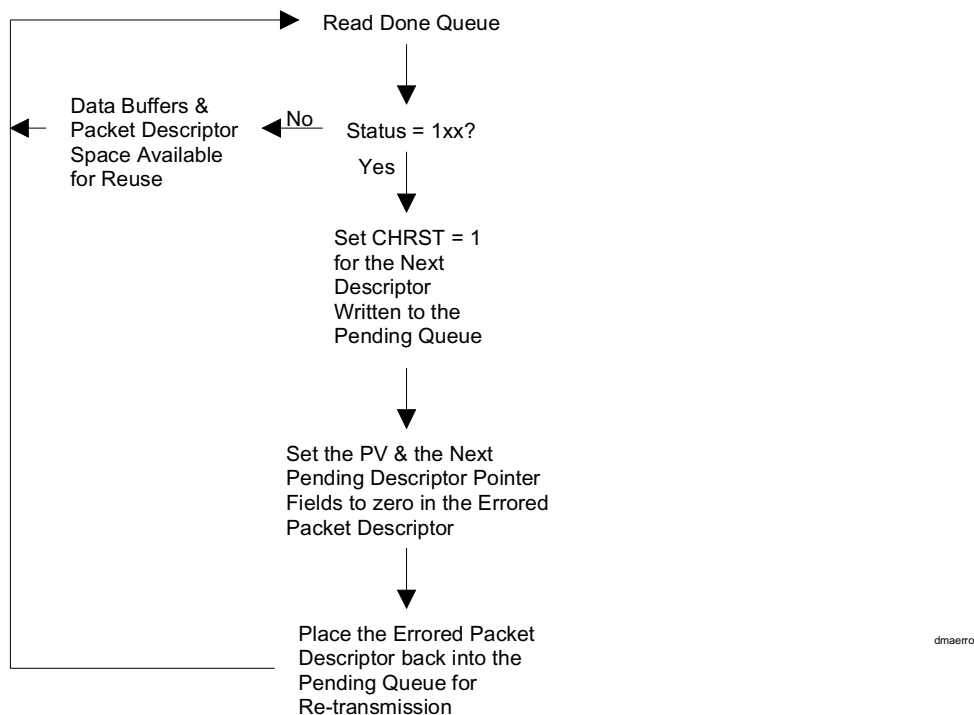 Read Done Queue
Data Buffers &
Packet Descriptor
Space Available
for Reuse
No
Status = 1xx?
Yes
Set CHRST = 1
for the Next
Descriptor
Written to the
Pending Queue
Set the PV & the Next
Pending Descriptor Pointer
Fields to zero in the Errored
Packet Descriptor
Place the Errored Packet
Descriptor back into the
Pending Queue for
Re-transmission
dmaerro